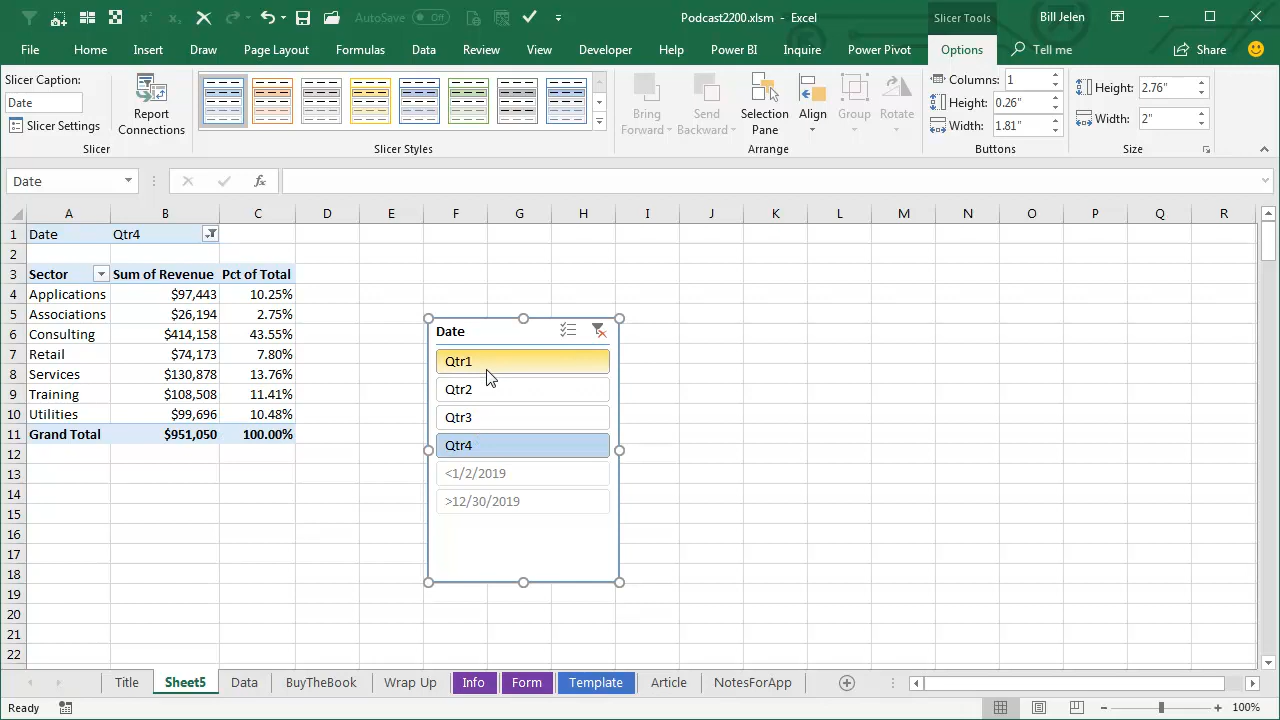 AutoSave Off
Podcast2200.xlsm - Excel
Slicer Tools
Bill Jelen
File Home Insert Draw Page Layout Formulas Data Review View Developer Help Power BI Inquire Power Pivot Options Tell me Share
Slicer Caption:
Date
Slicer Settings
Slicer
Report
Connections
Slicer Styles
Bring
Forward
Send
Backward
Selection
Pane
Align
Group
Rotate
Arrange
Columns: 1
Height: 0.26"
Width: 1.81"
Buttons
Height: 2.76"
Width: 2"
Size
Date
fx
A B C D E F G H I J K L M N O P Q R
1 Date Qtr4
2
3 Sector Sum of Revenue Pct of Total
4 Applications $97,443 10.25%
5 Associations $26,194 2.75%
6 Consulting $414,158 43.55%
7 Retail $74,173 7.80%
8 Services $130,878 13.76%
9 Training $108,508 11.41%
10 Utilities $99,696 10.48%
11 Grand Total $951,050 100.00%
12
13
14
15
16
17
18
19
20
21
22
Date
Qtr1
Qtr2
Qtr3
Qtr4
<1/2/2019
>12/30/2019
Title Sheet5 Data BuyTheBook Wrap Up Info Form Template Article NotesForApp
Ready
100%